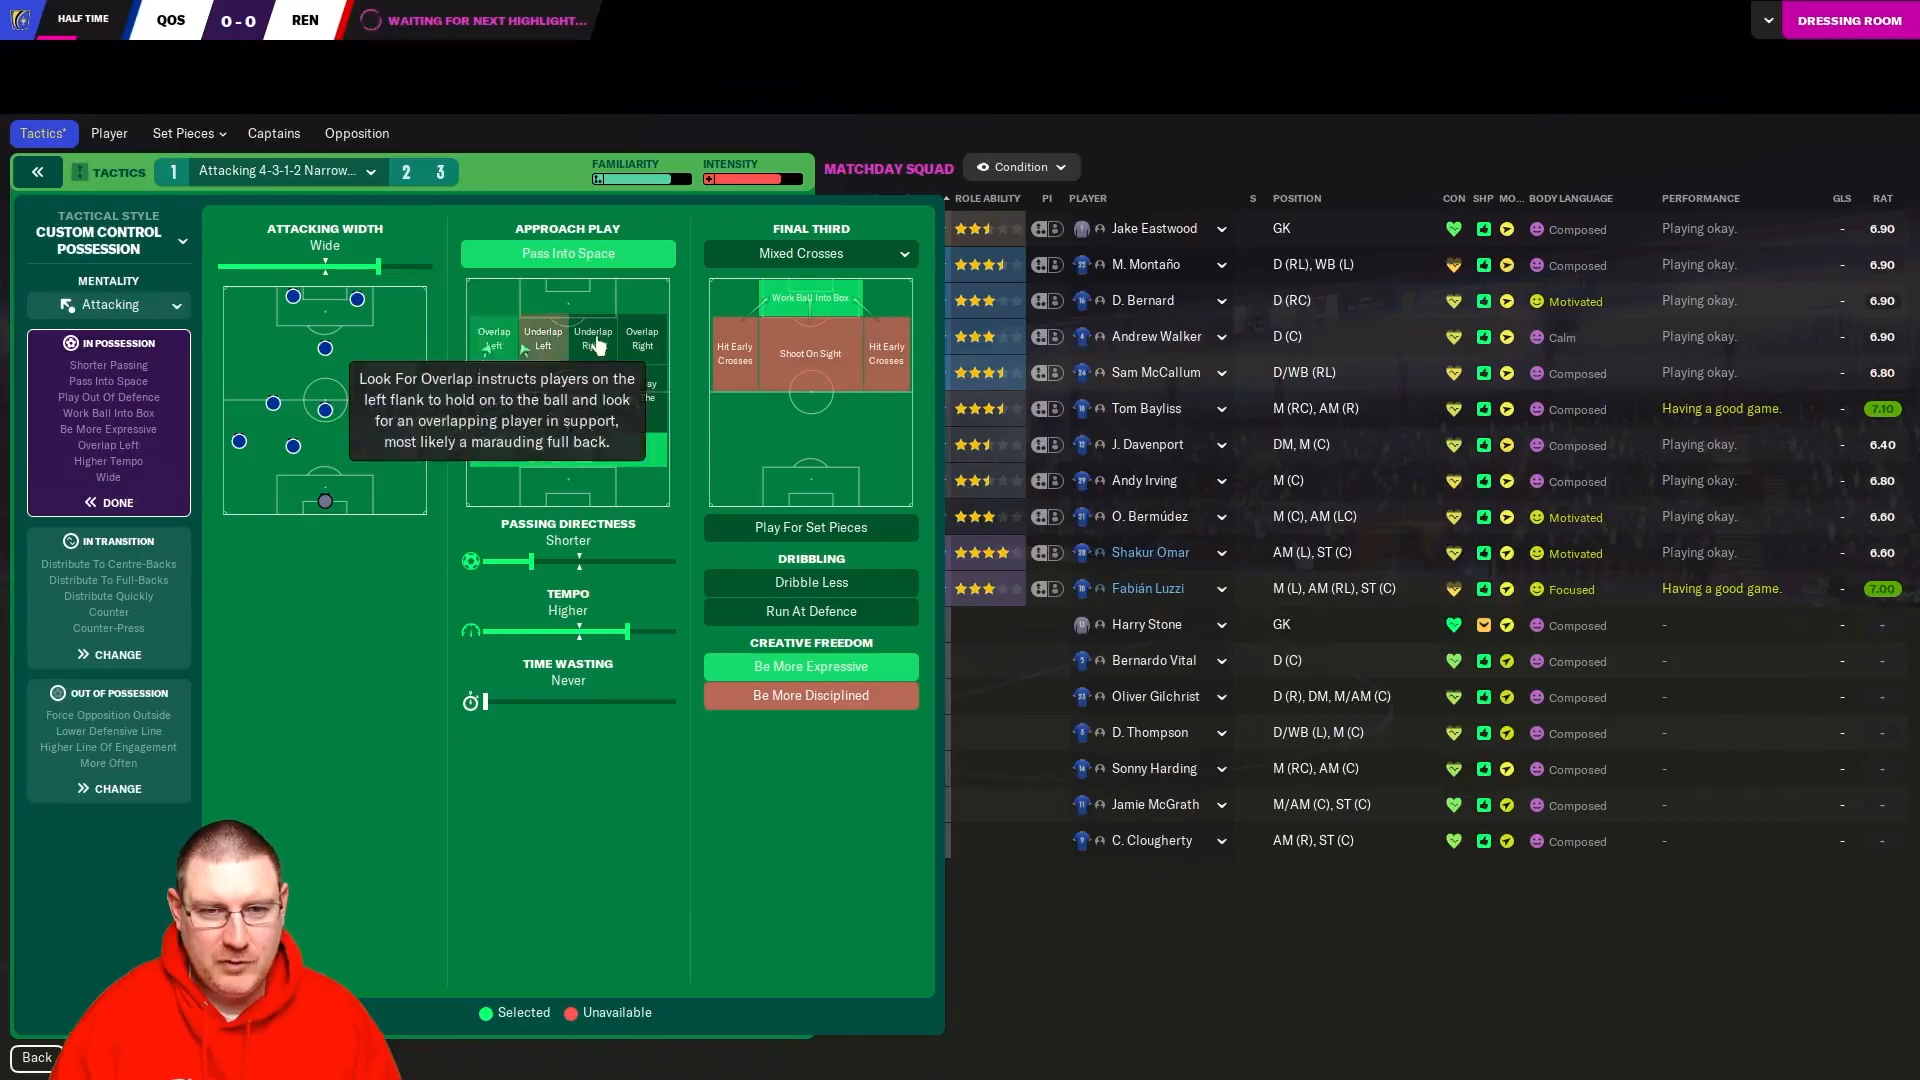 HALF TIME
QOS
0 - 0
REN
WAITING FOR NEXT HIGHLIGHT...
DRESSING ROOM
Tactics*
Player
Set Pieces
Captains
Opposition
TACTICS
1
Attacking 4-3-1-2 Narrow...
2
3
FAMILIARITY
INTENSITY
MATCHDAY SQUAD
Condition
TACTICAL STYLE
CUSTOM CONTROL
POSSESSION
MENTALITY
Attacking
IN POSSESSION
Shorter Passing
Pass Into Space
Play Out Of Defence
Work Ball Into Box
Be More Expressive
Overlap Left
Higher Tempo
Wide
DONE
IN TRANSITION
Distribute To Centre-Backs
Distribute To Full-Backs
Distribute Quickly
Counter
Counter-Press
CHANGE
OUT OF POSSESSION
Force Opposition Outside
Lower Defensive Line
Higher Line Of Engagement
More Often
CHANGE
Back
ATTACKING WIDTH
Wide
APPROACH PLAY
Pass Into Space
Overlap Left
Underlap Left
Underlap
Overlap Right
Look For Overlap instructs players on the
left flank to hold on to the ball and look
for an overlapping player in support,
most likely a marauding full back.
PASSING DIRECTNESS
Shorter
TEMPO
Higher
TIME WASTING
Never
FINAL THIRD
Mixed Crosses
Work Ball Into Box
Hit Early Crosses
Shoot On Sight
Hit Early Crosses
Play For Set Pieces
DRIBBLING
Dribble Less
Run At Defence
CREATIVE FREEDOM
Be More Expressive
Be More Disciplined
Selected
Unavailable
ROLE ABILITY PI PLAYER S POSITION CON SHP MO... BODY LANGUAGE PERFORMANCE GLS RAT
Jake Eastwood GK Composed Playing okay. - 6.90
M. Montaño D (RL), WB (L) Composed Playing okay. - 6.90
D. Bernard D (RC) Motivated Playing okay. - 6.90
Andrew Walker D (C) Calm Playing okay. - 6.90
Sam McCallum D/WB (RL) Composed Playing okay. - 6.80
Tom Bayliss M (RC), AM (R) Composed Having a good game. - 7.10
J. Davenport DM, M (C) Composed Playing okay. - 6.40
Andy Irving M (C) Composed Playing okay. - 6.80
O. Bermúdez M (C), AM (LC) Motivated Playing okay. - 6.60
Shakur Omar AM (L), ST (C) Motivated Playing okay. - 6.60
Fabián Luzzi M (L), AM (RL), ST (C) Focused Having a good game. - 7.00
Harry Stone GK Composed - - -
Bernardo Vital D (C) Composed - - -
Oliver Gilchrist D (R), DM, M/AM (C) Composed - - -
D. Thompson D/WB (L), M (C) Composed - - -
Sonny Harding M (RC), AM (C) Composed - - -
Jamie McGrath M/AM (C), ST (C) Composed - - -
C. Clougherty AM (R), ST (C) Composed - - -